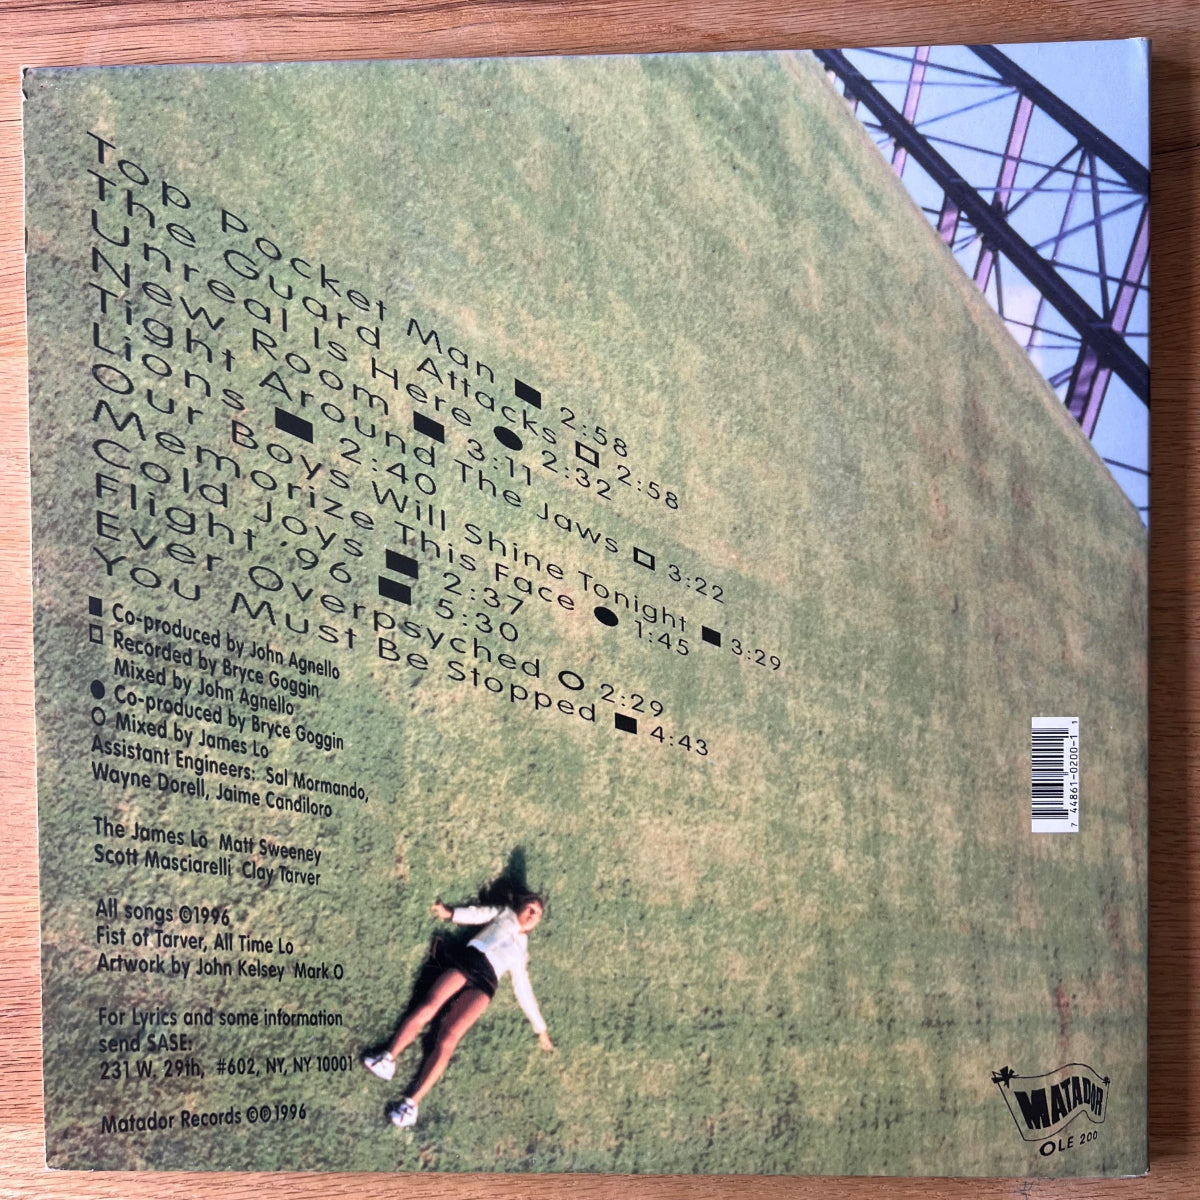 Top pocket Man ■ 2:58
The Guard Attacks □ 2:58
Unreal Is Here ● 2:32
New Room ■ 3:11
Tight Around The Jaws □ 3:22
Lions ■ 2:40
Our Boys Will Shine Tonight ■ 3:29
Memorize This Face ● 1:45
Cold Joys ■ 2:37
Flight '96 ■ 5:30
Ever Overpsyched ○ 2:29
You Must Be Stopped ■ 4:43
■ Co-produced by John Agnello
□ Recorded by Bryce Goggin
Mixed by John Agnello
● Co-produced by Bryce Goggin
○ Mixed by James Lo
Assistant Engineers: Sal Mormando,
Wayne Dorell, Jaime Candiloro
The James Lo Matt Sweeney
Scott Masciarelli Clay Tarver
All songs ©1996
Fist of Tarver, All Time Lo
Artwork by John Kelsey Mark O
For Lyrics and some information
send SASE:
231 W. 29th, #602, NY, NY 10001
Matador Records ©℗1996
7 44861-0200-1 1
MATADOR
OLE 200